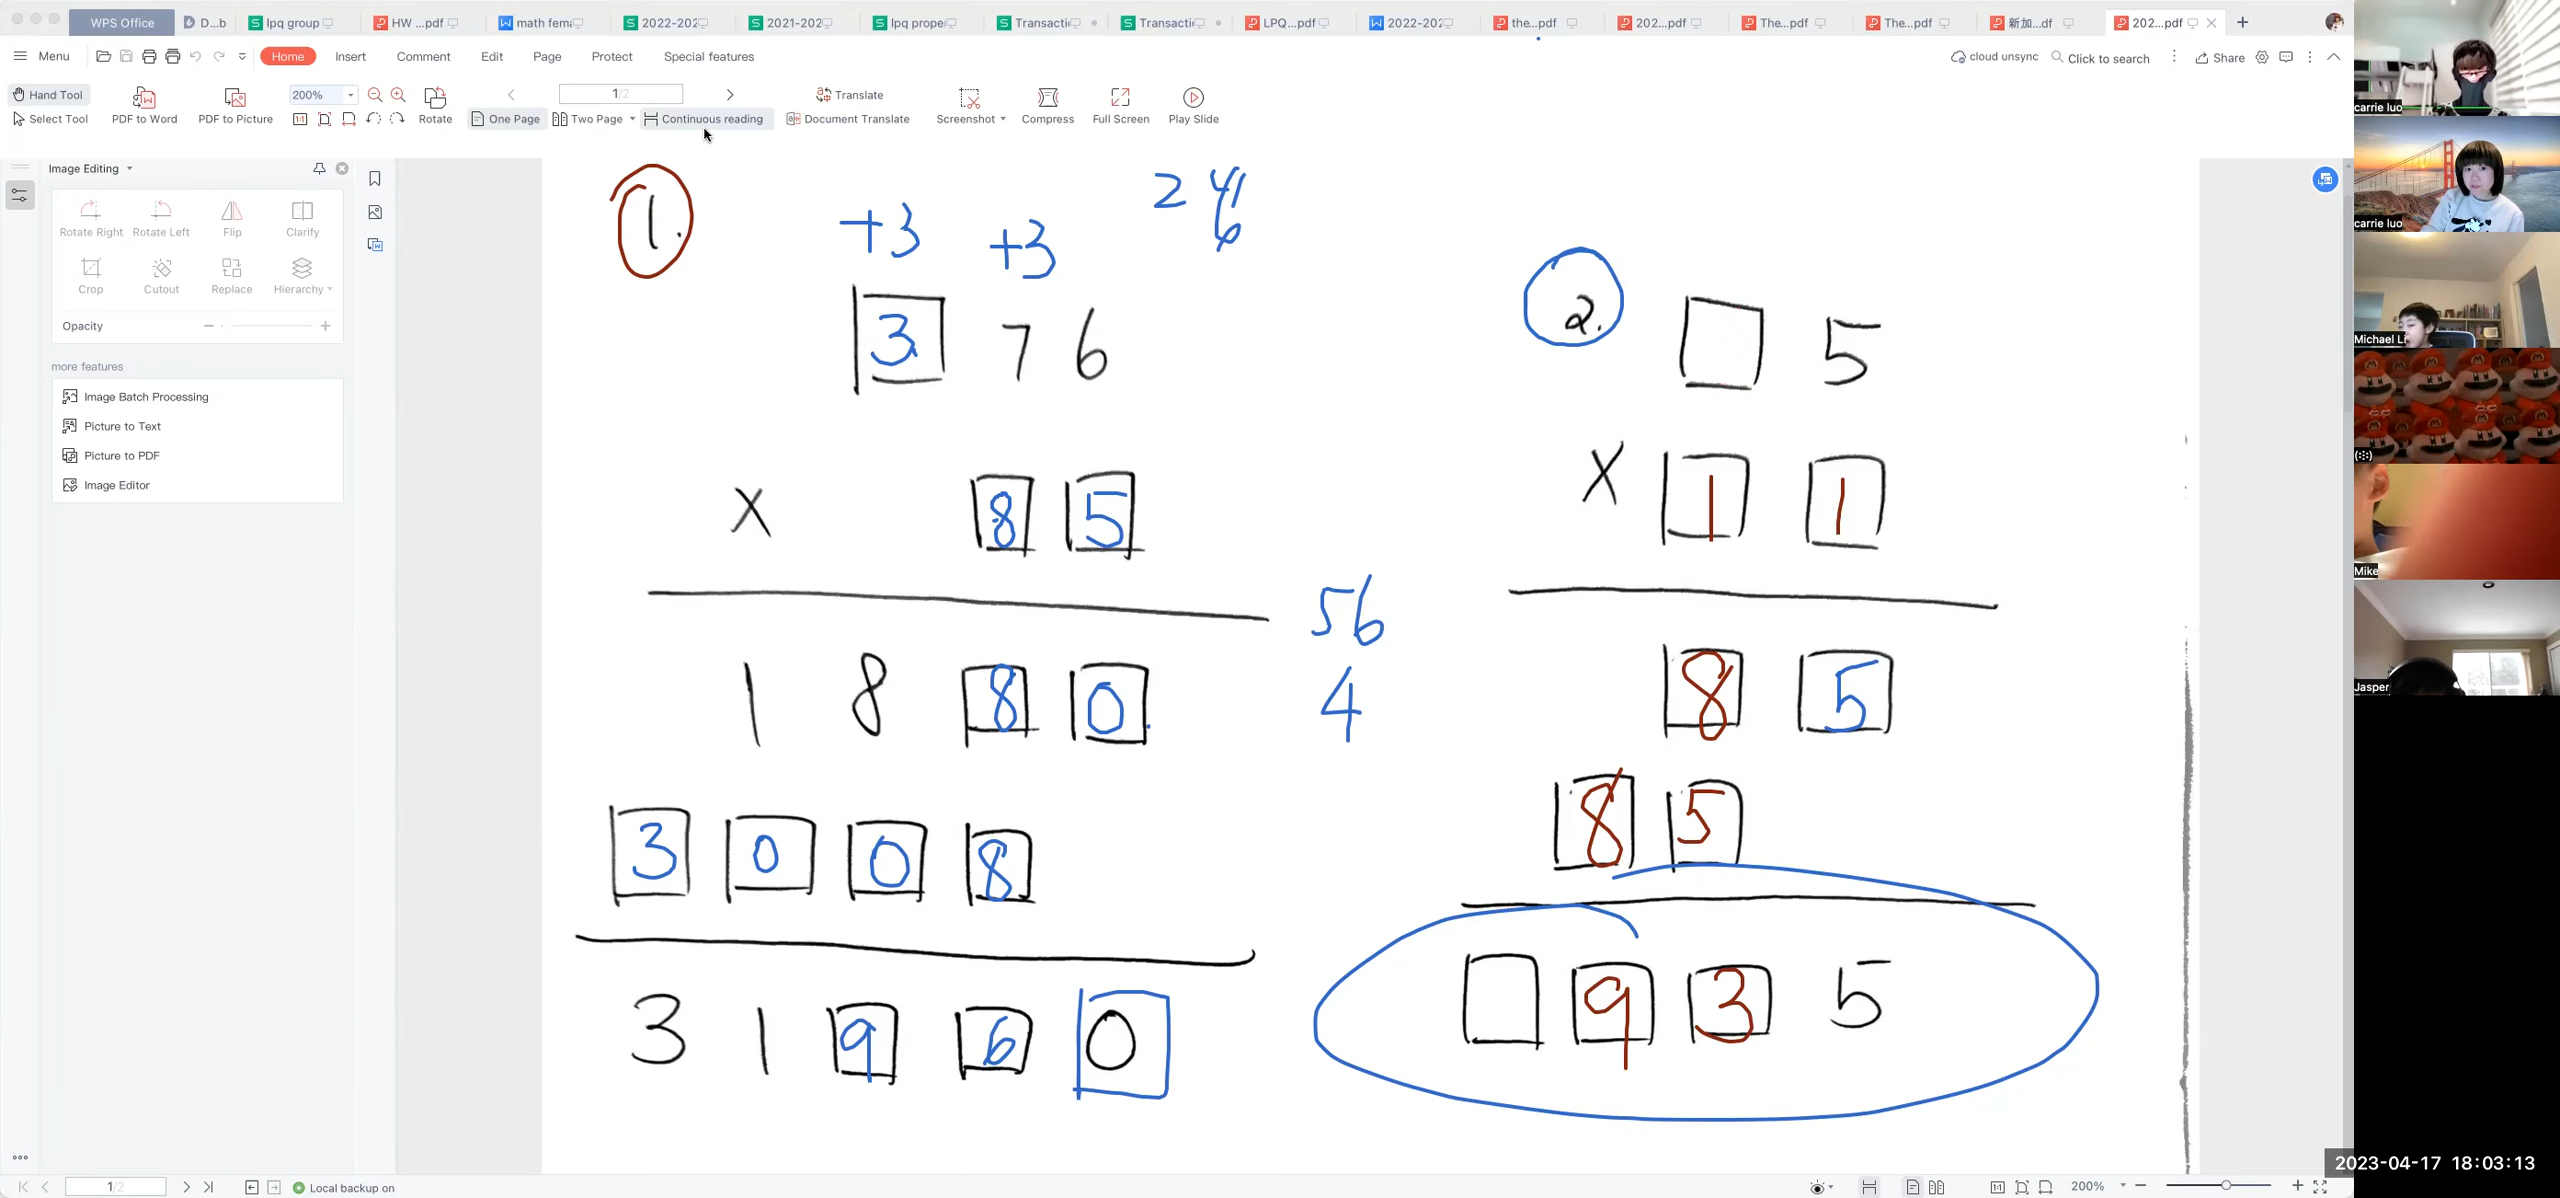 WPS Office D...b lpq group HW ...pdf math fema 2022-202 2021-202 lpq prope Transacti Transacti LPQ...pdf 2022-202 the...pdf 202...pdf The...pdf The...pdf 新加...df 202...pdf
Menu Home Insert Comment Edit Page Protect Special features cloud unsync Click to search Share
Hand Tool 200% 1/2 Translate
Select Tool PDF to Word PDF to Picture Rotate One Page Two Page Continuous reading Document Translate Screenshot Compress Full Screen Play Slide
Image Editing
Rotate Right Rotate Left Flip Clarify
Crop Cutout Replace Hierarchy
Opacity
more features
Image Batch Processing
Picture to Text
Picture to PDF
Image Editor
1.
+3 +3
3 7 6
X 8 5
1 8 8 0
3 0 0 8
3 1 9 6 0
56
4
2.
5
X 1 1
8 5
8 5
9 3 5
carrie luo
carrie luo
Michael Li
Mike
Jasper
2023-04-17 18:03:13
1/2 Local backup on 200%